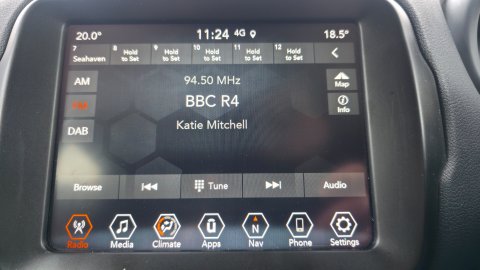 20.0° 11:24 4G 18.5°
7 Seahaven 8 Hold to Set 9 Hold to Set 10 Hold to Set 11 Hold to Set 12 Hold to Set
AM 94.50 MHz Map
FM BBC R4 Info
DAB Katie Mitchell
Browse Tune Audio
Radio Media Climate Apps Nav Phone Settings